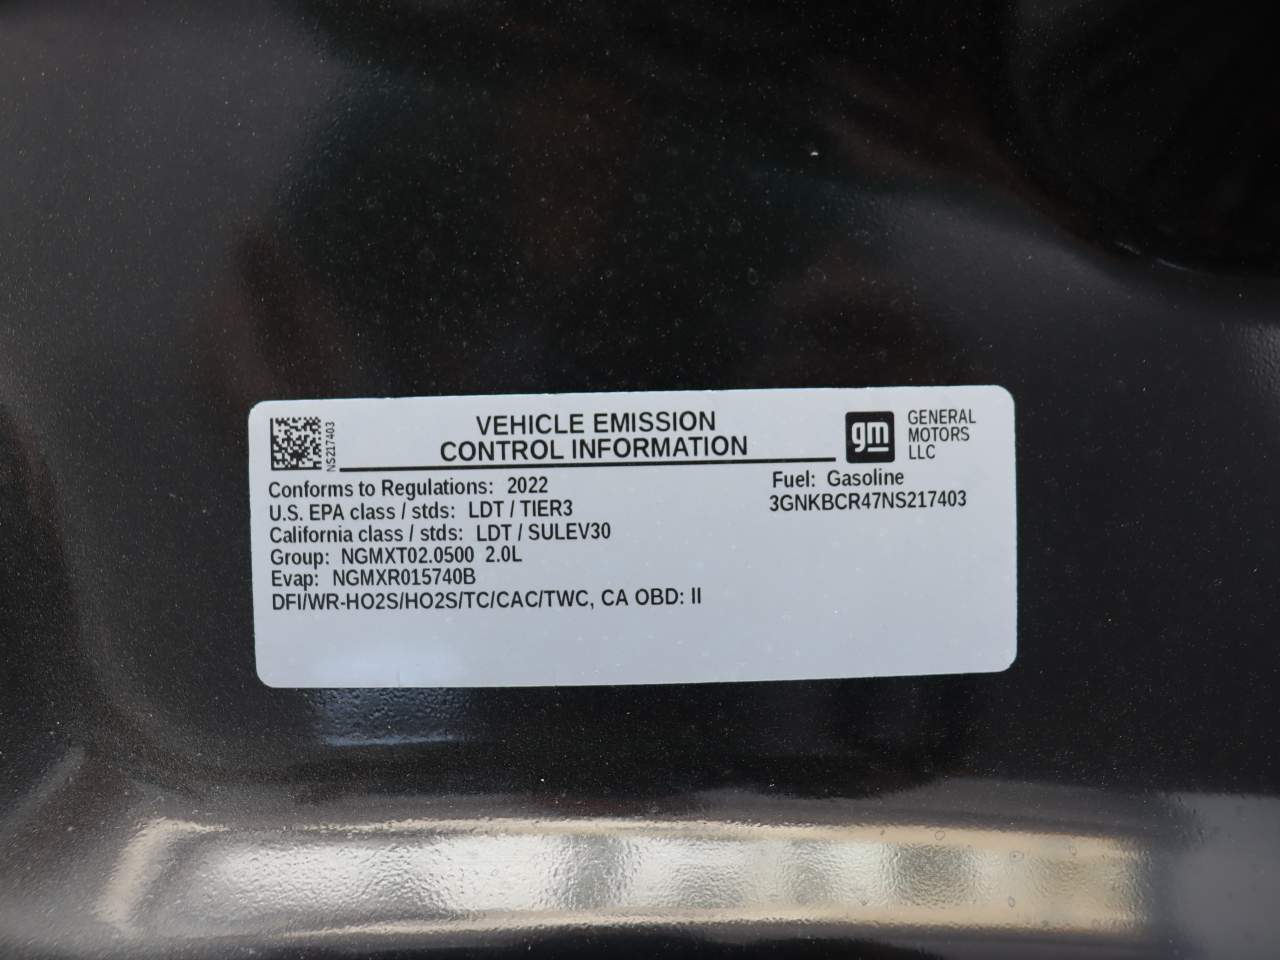 NS217403
VEHICLE EMISSION
CONTROL INFORMATION
gm
GENERAL
MOTORS
LLC
Conforms to Regulations: 2022
U.S. EPA class / stds: LDT / TIER3
California class / stds: LDT / SULEV30
Group: NGMXT02.0500 2.0L
Evap: NGMXR015740B
DFI/WR-HO2S/HO2S/TC/CAC/TWC, CA OBD: II
Fuel: Gasoline
3GNKBCR47NS217403